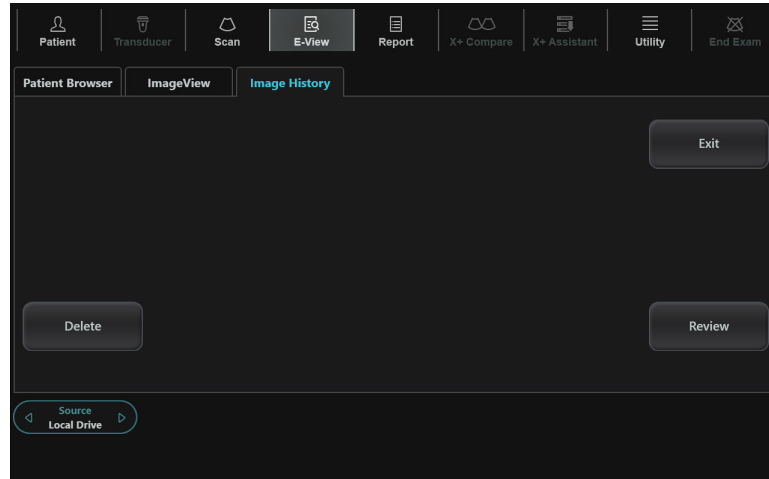 Patient
Transducer
Scan
E-View
Report
X+ Compare
X+ Assistant
Utility
End Exam
Patient Browser
ImageView
Image History
Exit
Delete
Review
Source
Local Drive